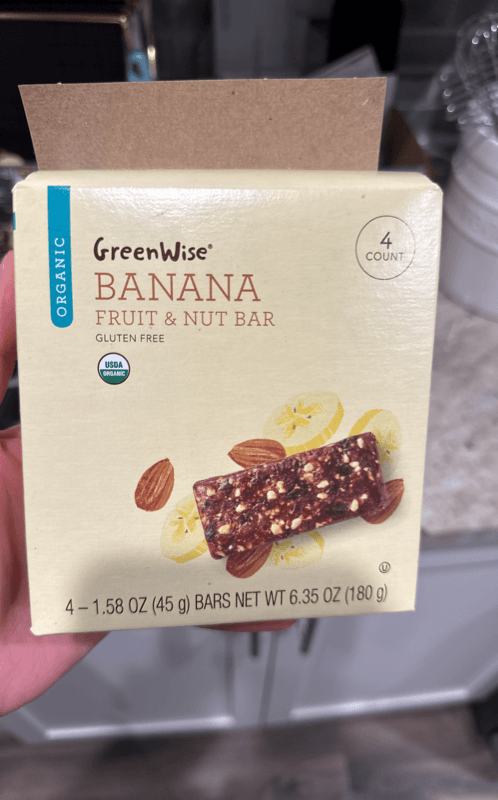 ORGANIC
GreenWise®
4
COUNT
BANANA
FRUIT & NUT BAR
GLUTEN FREE
USDA
ORGANIC
U
4 – 1.58 OZ (45 g) BARS NET WT 6.35 OZ (180 g)